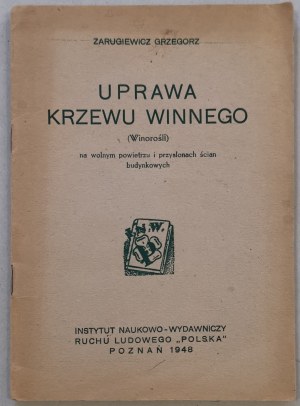 ZARUGIEWICZ GRZEGORZ
UPRAWA
KRZEWU WINNEGO
(Winorośli)
na wolnym powietrzu i przysłonach ścian
budynkowych
INSTYTUT NAUKOWO-WYDAWNICZY
RUCHU LUDOWEGO „POLSKA"
POZNAŃ 1948